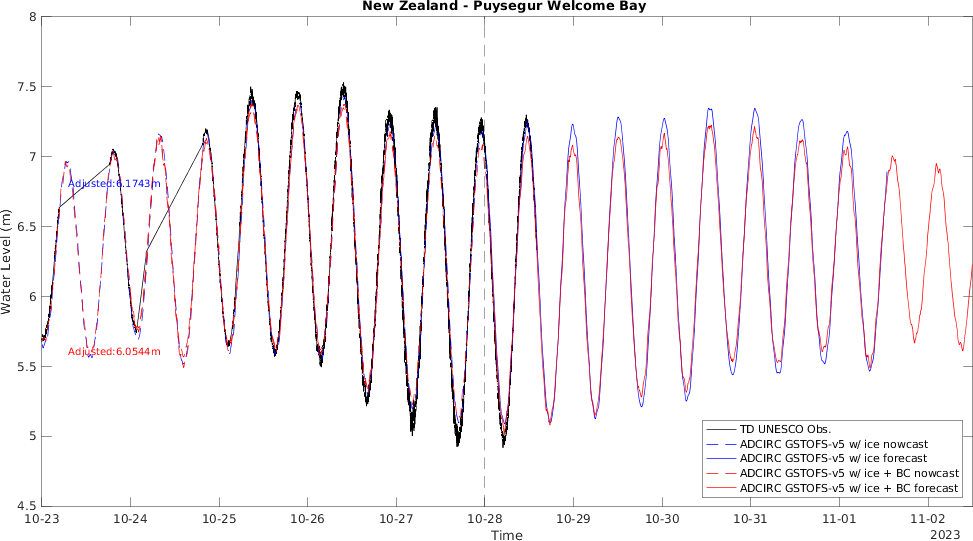 New Zealand - Puysegur Welcome Bay
8
7.5
7
6.5
6
5.5
5
4.5
Water Level (m)
Adjusted:6.1743m
Adjusted:6.0544m
TD UNESCO Obs.
ADCIRC GSTOFS-v5 w/ ice nowcast
ADCIRC GSTOFS-v5 w/ ice forecast
ADCIRC GSTOFS-v5 w/ ice + BC nowcast
ADCIRC GSTOFS-v5 w/ ice + BC forecast
10-23 10-24 10-25 10-26 10-27 10-28 10-29 10-30 10-31 11-01 11-02
Time 2023